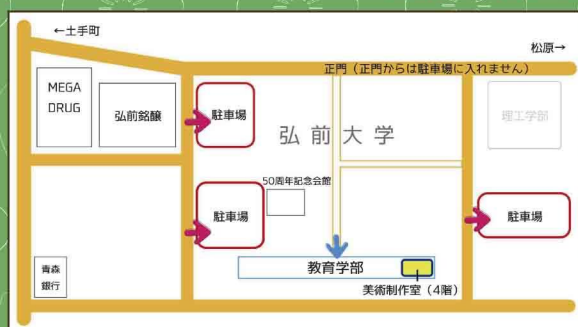 ←土手町
松原→
正門（正門からは駐車場に入れません）
MEGA
DRUG
弘前銘醸
駐車場
弘前大学
理工学部
50周年記念会館
駐車場
駐車場
教育学部
美術制作室（4階）
青森
銀行